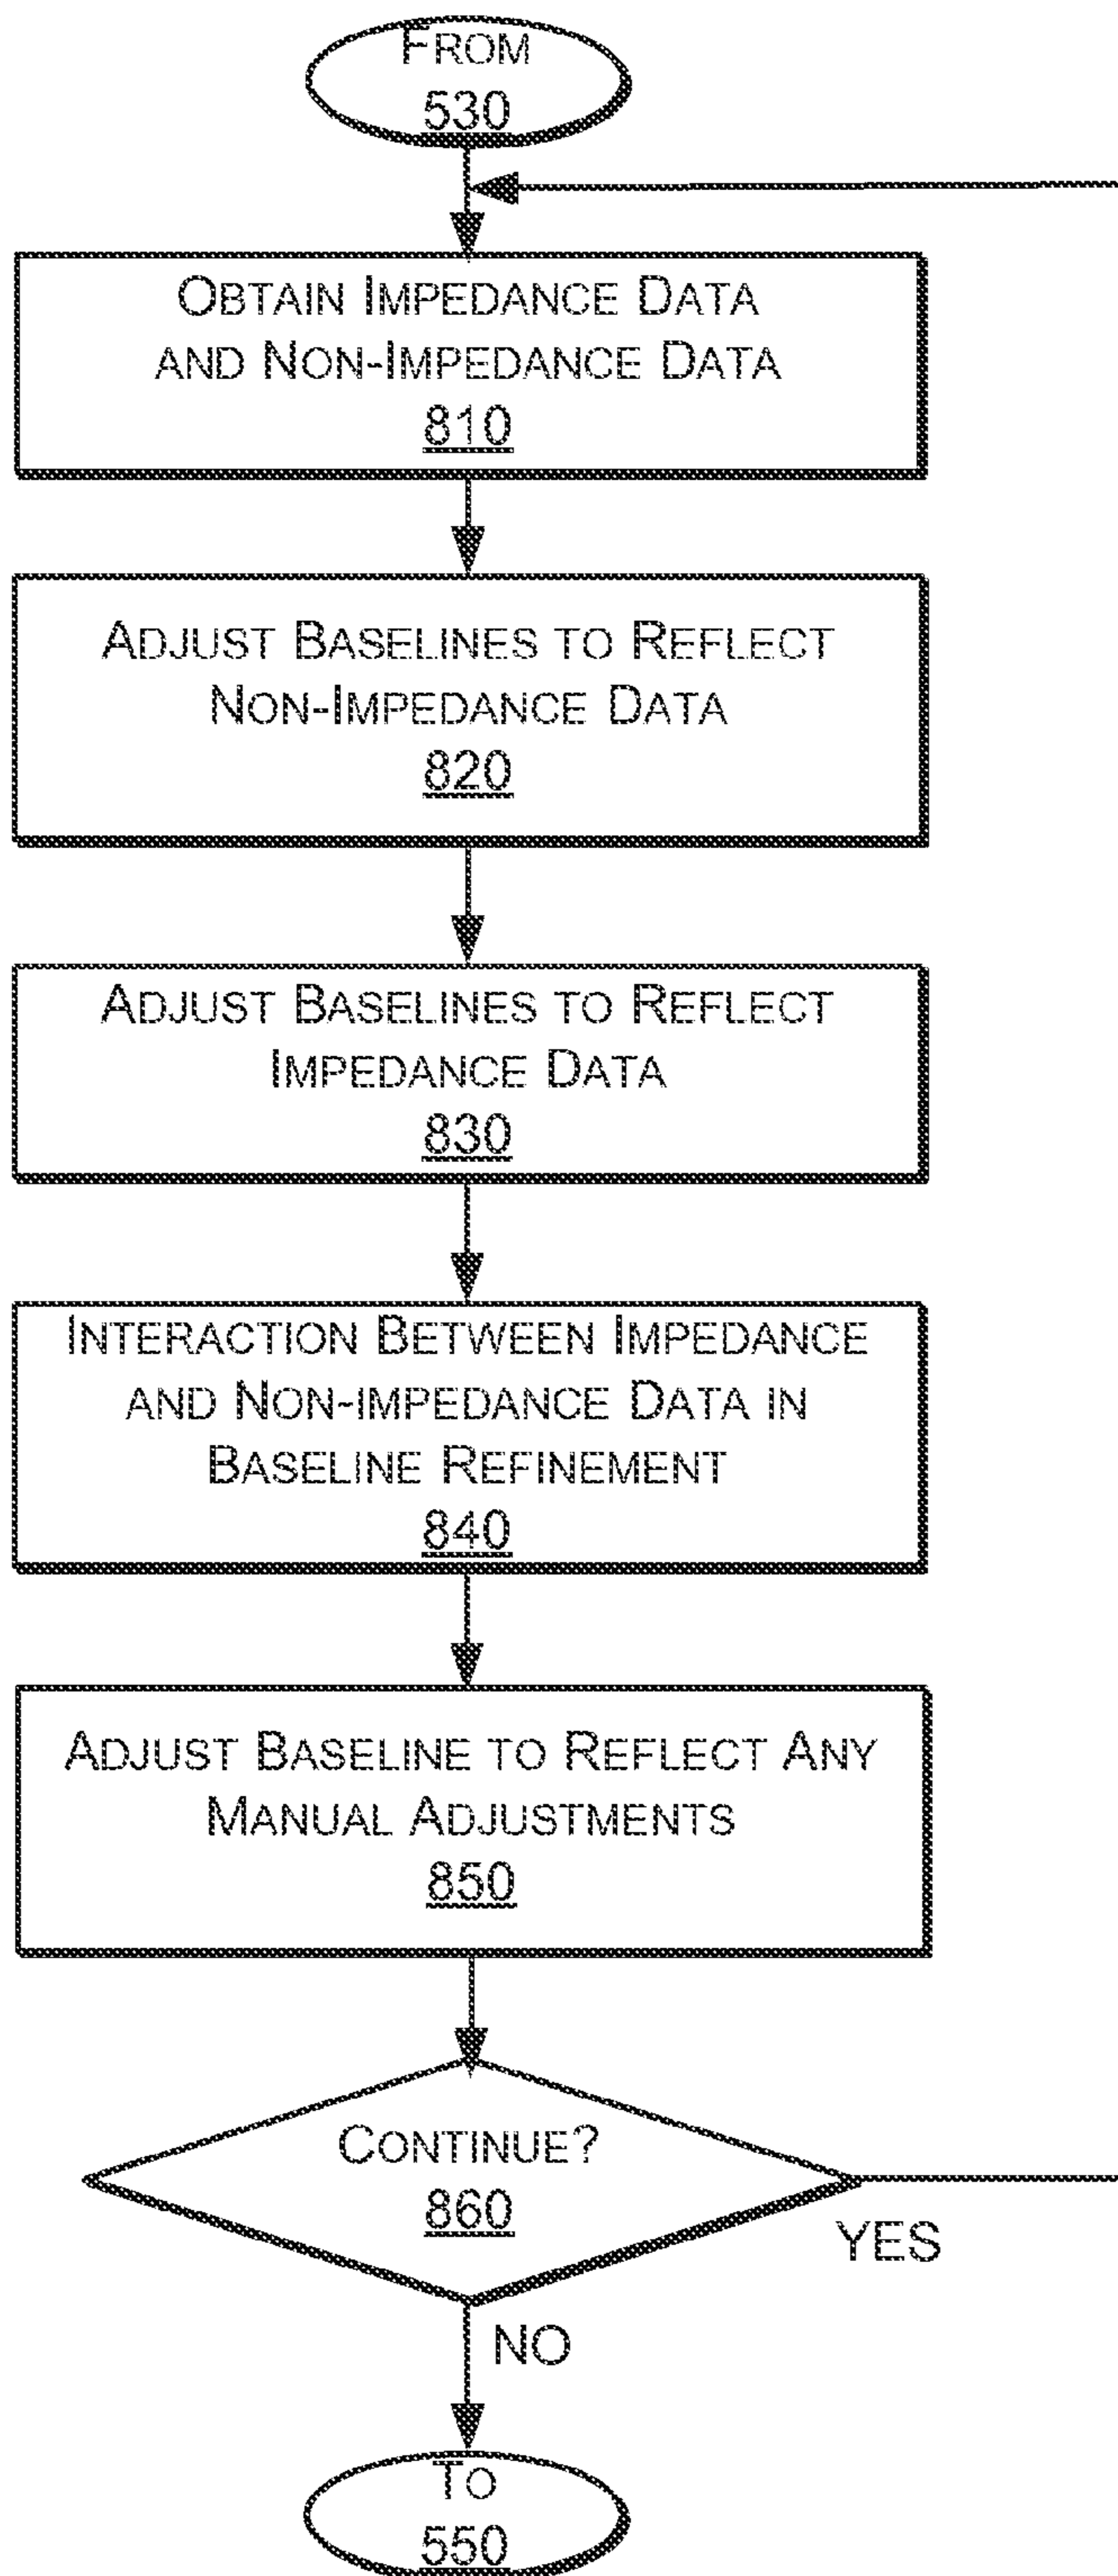 FROM
530
OBTAIN IMPEDANCE DATA
AND NON-IMPEDANCE DATA
810
ADJUST BASELINES TO REFLECT
NON-IMPEDANCE DATA
820
ADJUST BASELINES TO REFLECT
IMPEDANCE DATA
830
INTERACTION BETWEEN IMPEDANCE
AND NON-IMPEDANCE DATA IN
BASELINE REFINEMENT
840
ADJUST BASELINE TO REFLECT ANY
MANUAL ADJUSTMENTS
850
CONTINUE?
860
YES
NO
TO
550